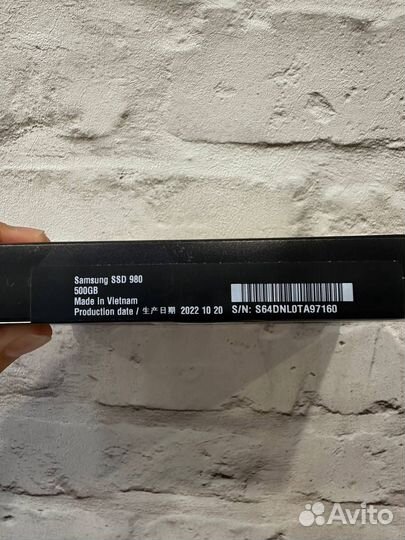 Samsung SSD 980
500GB
Made in Vietnam
Production date / 生产日期 2022 10 20
S/N: S64DNL0TA97160
Avito